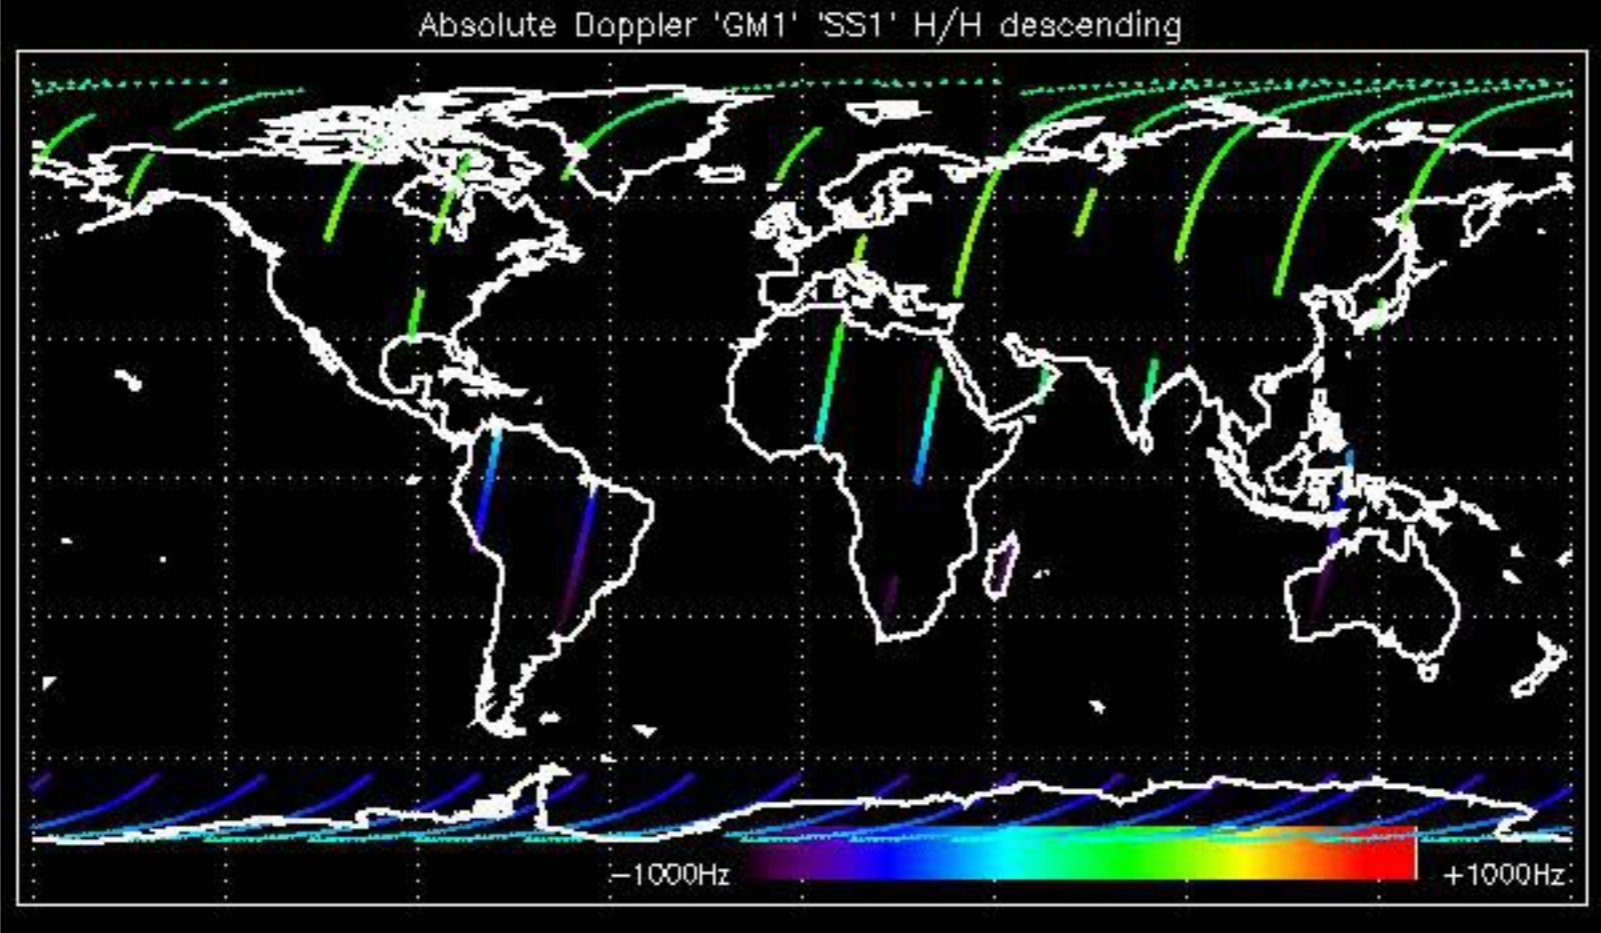 Absolute Doppler 'GM1' 'SS1' H/H descending
−1000Hz +1000Hz